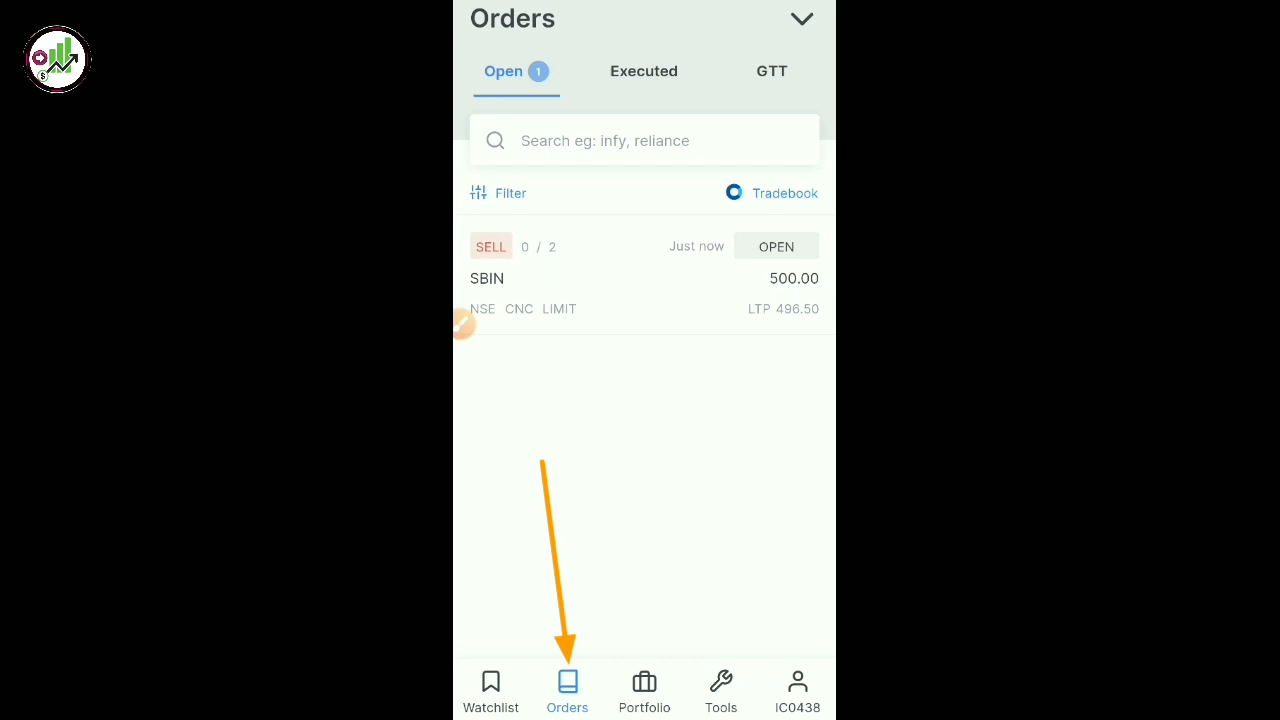 Orders
Open 1 Executed GTT
Search eg: infy, reliance
Filter Tradebook
SELL 0 / 2 Just now OPEN
SBIN 500.00
NSE CNC LIMIT LTP 496.50
Watchlist Orders Portfolio Tools IC0438
$